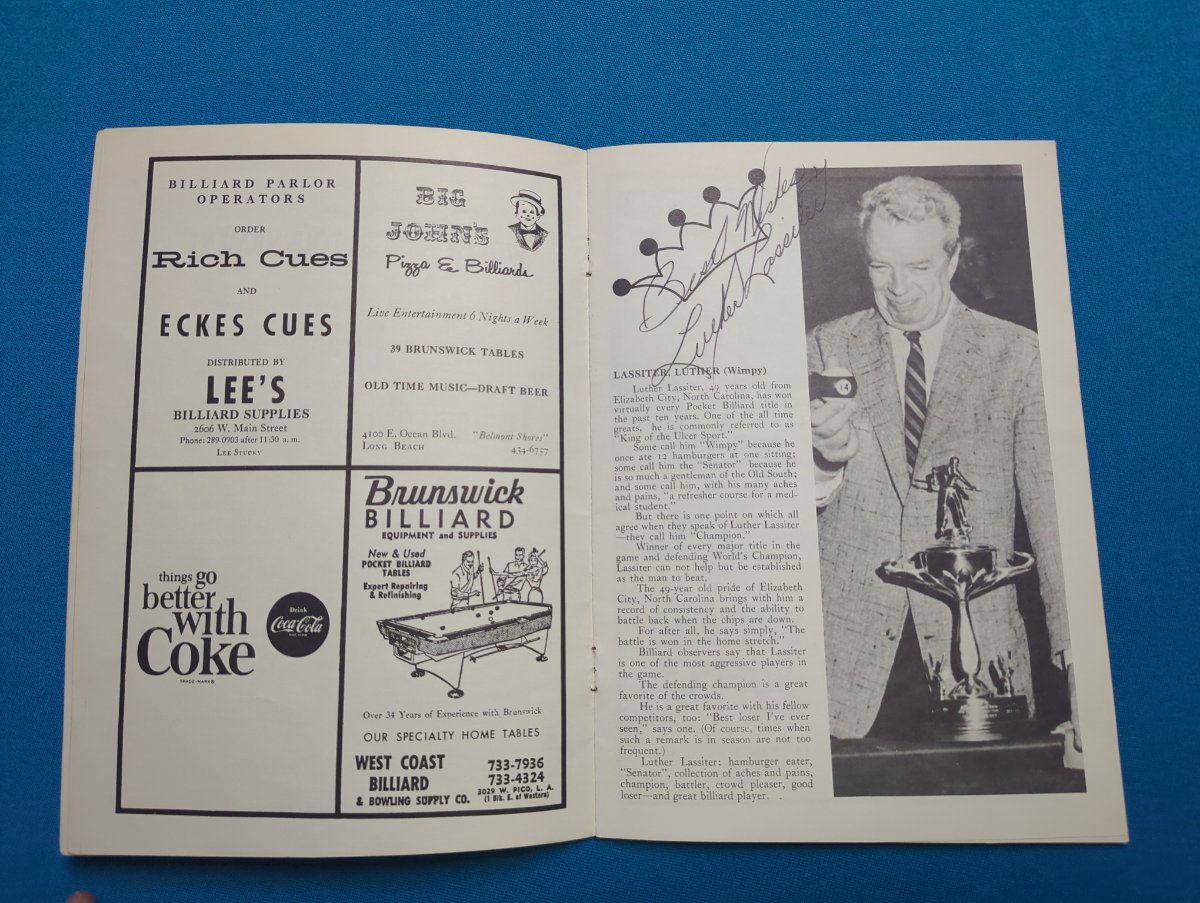 BILLIARD PARLOR
OPERATORS
ORDER
Rich Cues
AND
ECKES CUES
DISTRIBUTED BY
LEE'S
BILLIARD SUPPLIES
2606 W. Main Street
Phone: 289-0903 after 11:30 a. m.
LEE STUCKY
BIG
JOHN'S
Pizza & Billiards
Live Entertainment 6 Nights a Week
39 BRUNSWICK TABLES
OLD TIME MUSIC—DRAFT BEER
4100 E. Ocean Blvd. "Belmont Shores"
LONG BEACH 434-6757
things go
better
with
Coke
TRADE-MARK®
Drink
Coca-Cola
Brunswick
BILLIARD
EQUIPMENT and SUPPLIES
New & Used
POCKET BILLIARD
TABLES
Expert Repairing
& Refinishing
Over 34 Years of Experience with Brunswick
OUR SPECIALTY HOME TABLES
WEST COAST 733-7936
BILLIARD 733-4324
& BOWLING SUPPLY CO. 3029 W. PICO, L. A.
(1 Blk. E. of Western)
Best Wishes
Luther Lassiter
LASSITER, LUTHER (Wimpy)
Luther Lassiter, 49 years old from
Elizabeth City, North Carolina, has won
virtually every Pocket Billiard title in
the past ten years. One of the all time
greats, he is commonly referred to as
"King of the Ulcer Sport."
Some call him "Wimpy" because he
once ate 12 hamburgers at one sitting;
some call him the "Senator" because he
is so much a gentleman of the Old South;
and some call him, with his many aches
and pains, "a refresher course for a med-
ical student."
But there is one point on which all
agree when they speak of Luther Lassiter
—they call him "Champion."
Winner of every major title in the
game and defending World's Champion,
Lassiter can not help but be established
as the man to beat.
The 49-year old pride of Elizabeth
City, North Carolina brings with him a
record of consistency and the ability to
battle back when the chips are down.
For after all, he says simply, "The
battle is won in the home stretch."
Billiard observers say that Lassiter
is one of the most aggressive players in
the game.
The defending champion is a great
favorite of the crowds.
He is a great favorite with his fellow
competitors, too: "Best loser I've ever
seen," says one. (Of course, times when
such a remark is in season are not too
frequent.)
Luther Lassiter: hamburger eater,
"Senator", collection of aches and pains,
champion, battler, crowd pleaser, good
loser—and great billiard player.
14